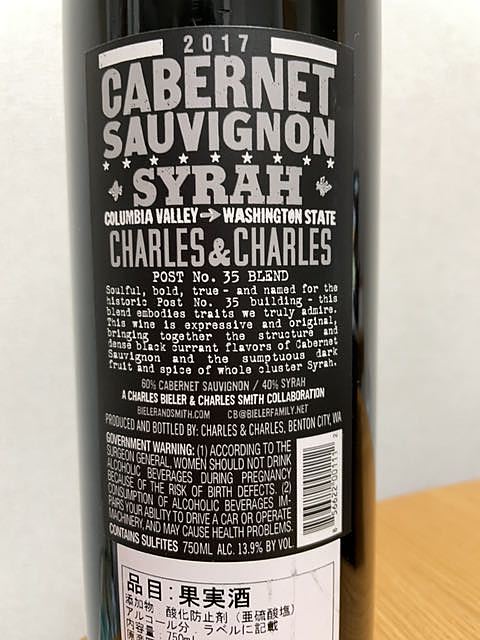 2017
CABERNET
SAUVIGNON
SYRAH
COLUMBIA VALLEY → WASHINGTON STATE
CHARLES & CHARLES
POST No. 35 BLEND
Soulful, bold, true - and named for the
historic Post No. 35 building - this
blend embodies traits we truly admire.
This wine is expressive and original,
bringing together the structure and
dense black currant flavors of Cabernet
Sauvignon and the sumptuous dark
fruit and spice of whole cluster Syrah.
60% CABERNET SAUVIGNON / 40% SYRAH
A CHARLES BIELER & CHARLES SMITH COLLABORATION
BIELERANDSMITH.COM CB@BIELERFAMILY.NET
PRODUCED AND BOTTLED BY: CHARLES & CHARLES, BENTON CITY, WA
GOVERNMENT WARNING: (1) ACCORDING TO THE
SURGEON GENERAL, WOMEN SHOULD NOT DRINK
ALCOHOLIC BEVERAGES DURING PREGNANCY
BECAUSE OF THE RISK OF BIRTH DEFECTS. (2)
CONSUMPTION OF ALCOHOLIC BEVERAGES IM-
PAIRS YOUR ABILITY TO DRIVE A CAR OR OPERATE
MACHINERY, AND MAY CAUSE HEALTH PROBLEMS.
CONTAINS SULFITES 750ML ALC. 13.9% BY VOL.
品目:果実酒
添加物 酸化防止剤(亜硫酸塩)
アルコール分:ラベルに記載
内容量:750ml